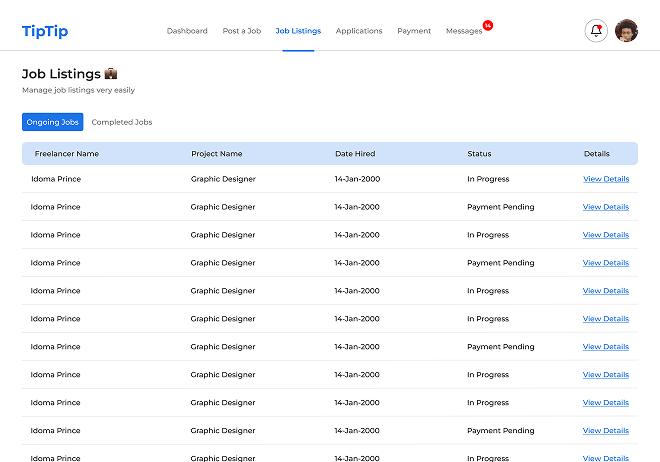 TipTip Dashboard Post a Job Job Listings Applications Payment Messages 14
Job Listings
Manage job listings very easily
Ongoing Jobs Completed Jobs
Freelancer Name Project Name Date Hired Status Details
Idoma Prince Graphic Designer 14-Jan-2000 In Progress View Details
Idoma Prince Graphic Designer 14-Jan-2000 Payment Pending View Details
Idoma Prince Graphic Designer 14-Jan-2000 In Progress View Details
Idoma Prince Graphic Designer 14-Jan-2000 Payment Pending View Details
Idoma Prince Graphic Designer 14-Jan-2000 In Progress View Details
Idoma Prince Graphic Designer 14-Jan-2000 In Progress View Details
Idoma Prince Graphic Designer 14-Jan-2000 Payment Pending View Details
Idoma Prince Graphic Designer 14-Jan-2000 In Progress View Details
Idoma Prince Graphic Designer 14-Jan-2000 In Progress View Details
Idoma Prince Graphic Designer 14-Jan-2000 Payment Pending View Details
Idoma Prince Graphic Designer 14-Jan-2000 In Progress View Details